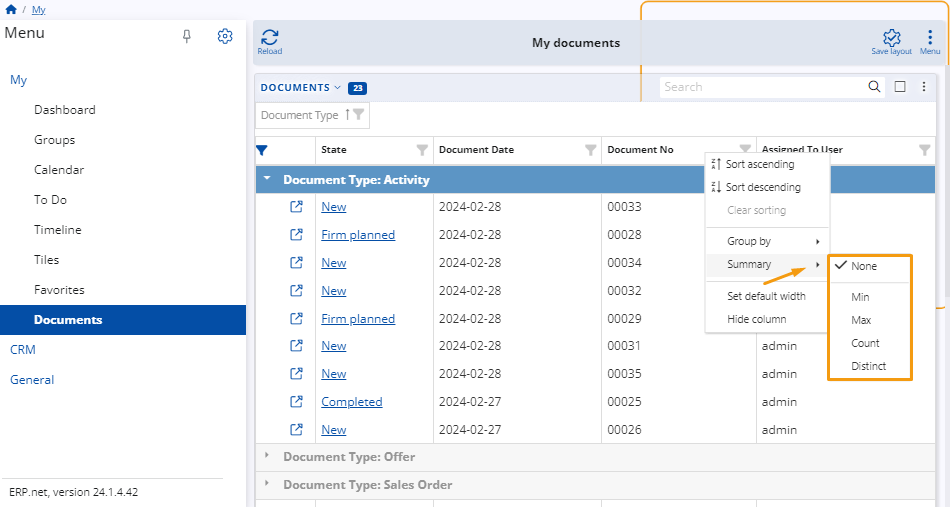 / My
Menu
Reload
My documents
Save layout
Menu
My
Dashboard
Groups
Calendar
To Do
Timeline
Tiles
Favorites
Documents
CRM
General
ERP.net, version 24.1.4.42
DOCUMENTS 23
Search
Document Type
State Document Date Document No Assigned To User
Document Type: Activity
New 2024-02-28 00033
Firm planned 2024-02-28 00028
New 2024-02-28 00034
New 2024-02-28 00032
Firm planned 2024-02-28 00029
New 2024-02-28 00031 admin
New 2024-02-28 00035 admin
Completed 2024-02-27 00025 admin
New 2024-02-27 00026 admin
Document Type: Offer
Document Type: Sales Order
Sort ascending
Sort descending
Clear sorting
Group by
Summary
Set default width
Hide column
None
Min
Max
Count
Distinct